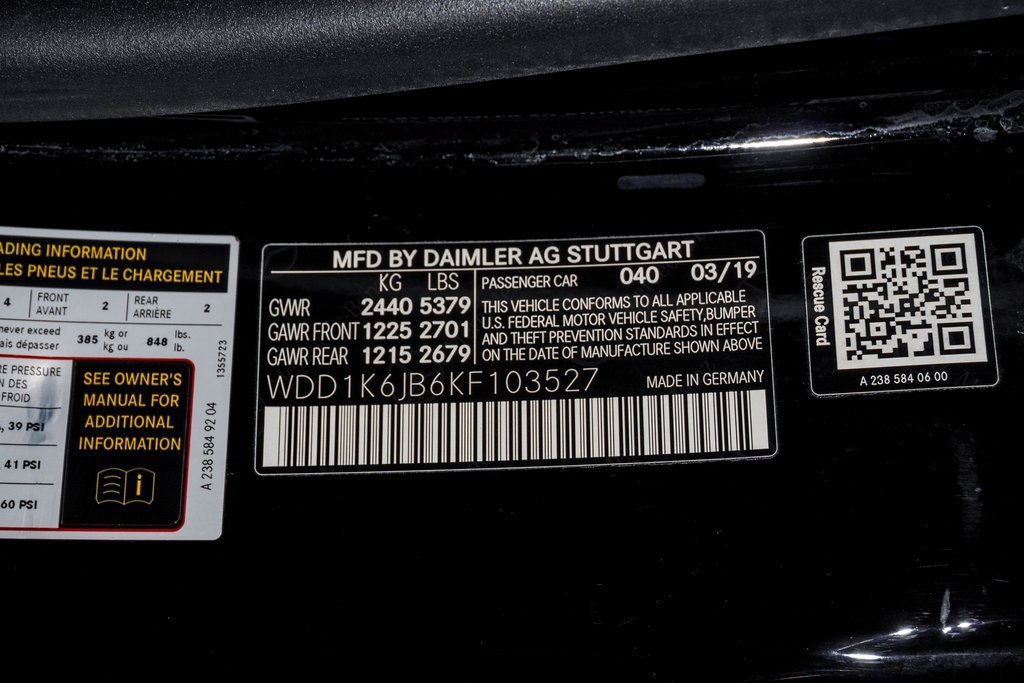 ADING INFORMATION
LES PNEUS ET LE CHARGEMENT
4 FRONT AVANT 2 REAR ARRIÈRE 2
never exceed 385 kg or 848 lbs.
ais dépasser kg ou lb.
E PRESSURE
N DES
FROID
39 PSI
41 PSI
60 PSI
SEE OWNER'S
MANUAL FOR
ADDITIONAL
INFORMATION
i
1355723
A 238 584 92 04
MFD BY DAIMLER AG STUTTGART
KG LBS
GWR 2440 5379
GAWR FRONT 1225 2701
GAWR REAR 1215 2679
PASSENGER CAR 040 03/19
THIS VEHICLE CONFORMS TO ALL APPLICABLE
U.S. FEDERAL MOTOR VEHICLE SAFETY,BUMPER
AND THEFT PREVENTION STANDARDS IN EFFECT
ON THE DATE OF MANUFACTURE SHOWN ABOVE
WDD1K6JB6KF103527 MADE IN GERMANY
Rescue Card
A 238 584 0 6 00